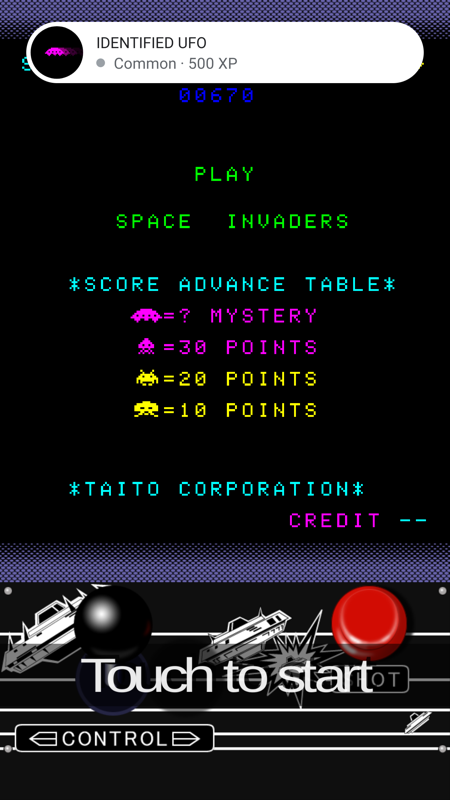 IDENTIFIED UFO
Common · 500 XP
00670
PLAY
SPACE INVADERS
*SCORE ADVANCE TABLE*
=? MYSTERY
=30 POINTS
=20 POINTS
=10 POINTS
*TAITO CORPORATION*
CREDIT --
Touch to start
CONTROL